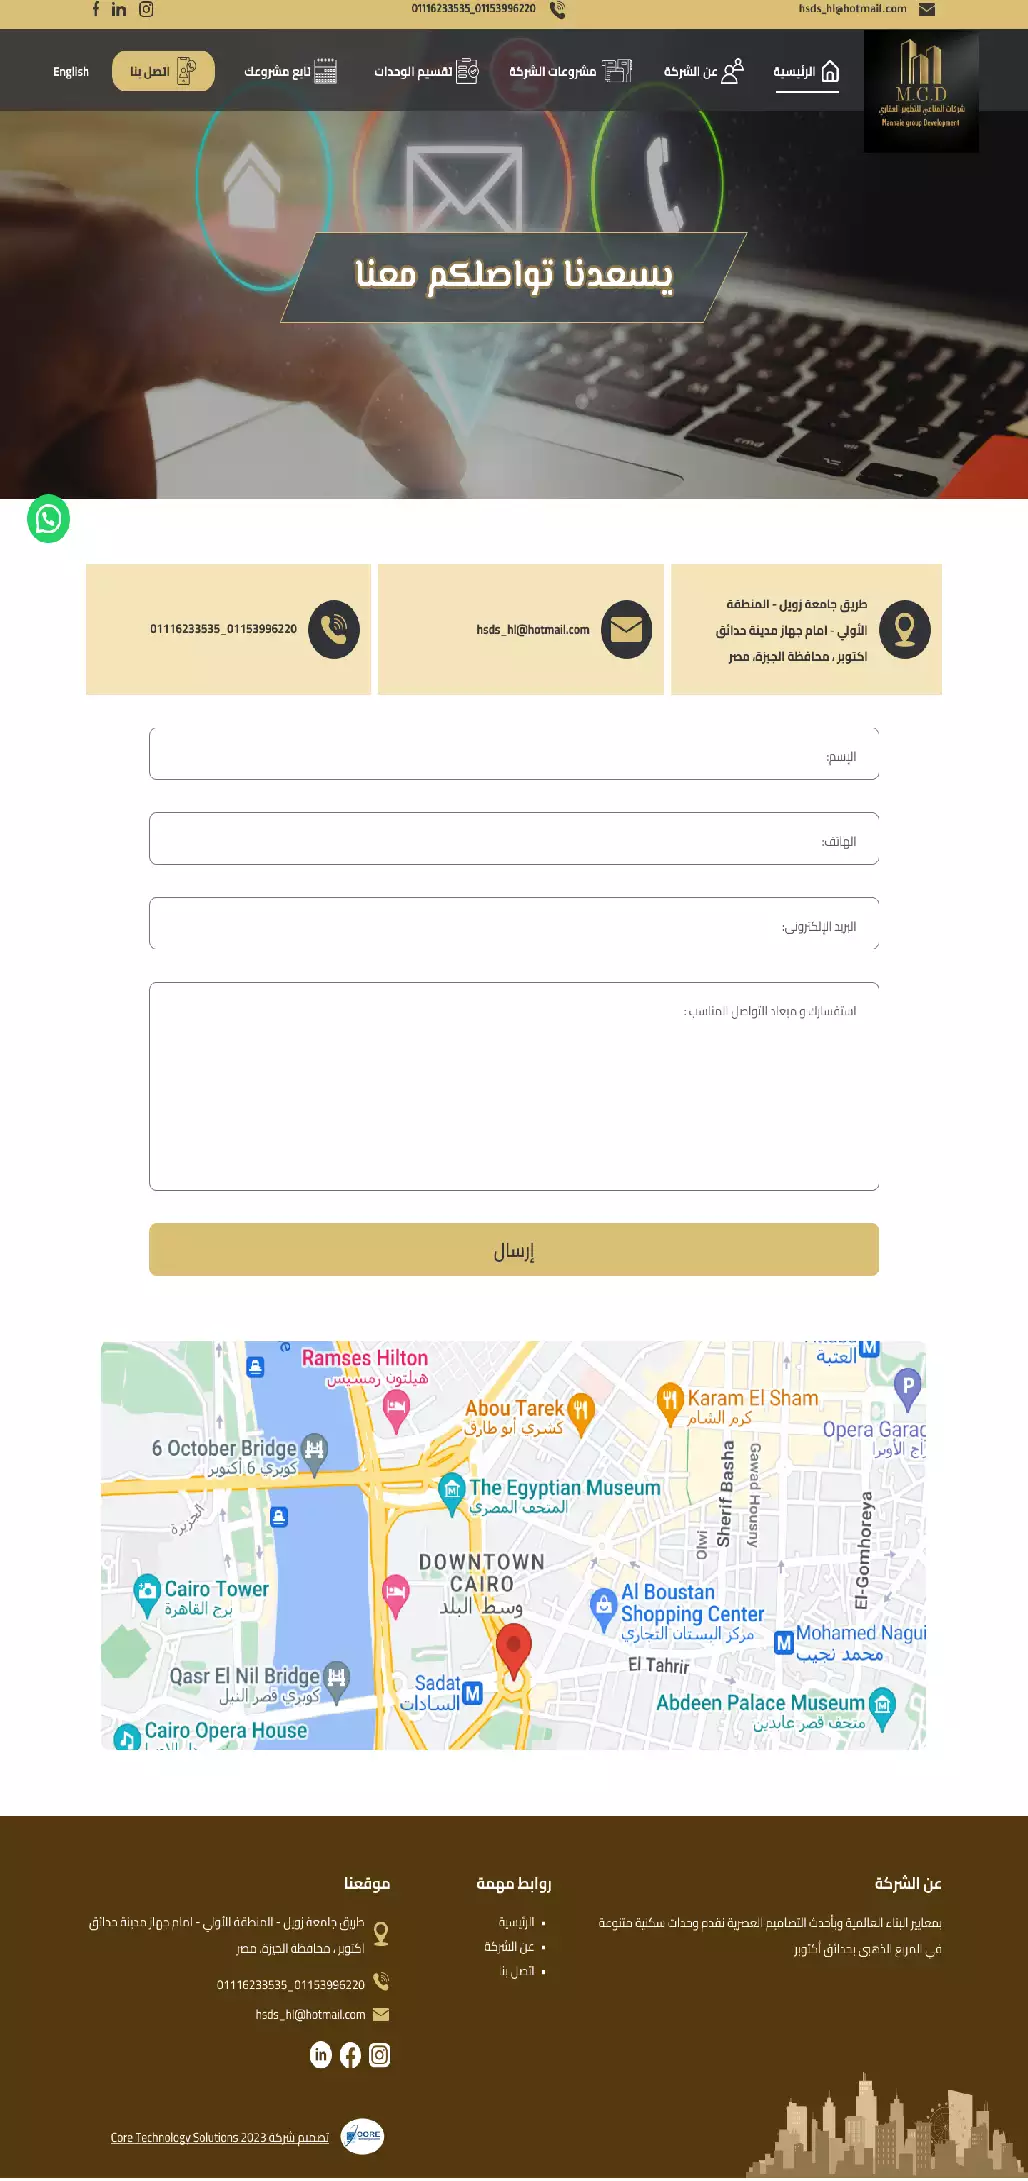 hsds_hl@hotmail.com
01116233535_01153996220
M.G.D
شركات المناعي للتطوير العقاري
Mannaie group Development
الرئيسية
عن الشركة
مشروعات الشركة
تقسيم الوحدات
تابع مشروعك
اتصل بنا
English
يسعدنا تواصلكم معنا
طريق جامعة زويل - المنطقة
الأولي - امام جهاز مدينة حدائق
اكتوبر ، محافظة الجيزة، مصر
hsds_hl@hotmail.com
01116233535_01153996220
الإسم:
الهاتف:
البريد الإلكتروني:
استفسارك و ميعاد التواصل المناسب :
إرسال
العتبة
Ramses Hilton
هيلتون رمسيس
Abou Tarek
كشري أبو طارق
Karam El Sham
كرم الشام
P
Opera Garag
راج الأوبرا
6 October Bridge
كوبري 6 أكتوبر
The Egyptian Museum
المتحف المصري
Sherif Basha
Gawad Housny
Olwi
El-Gomhoreya
الجزيرة
DOWNTOWN
CAIRO
وسط البلد
Cairo Tower
برج القاهرة
Al Boustan
Shopping Center
مركز البستان التجاري
M
Mohamed Nagui
محمد نجيب
El Tahrir
Qasr El Nil Bridge
كوبري قصر النيل
Sadat
السادات
M
Abdeen Palace Museum
متحف قصر عابدين
Cairo Opera House
عن الشركة
بمعايير البناء العالمية وبأحدث التصاميم العصرية نقدم وحدات سكنية متنوعة
في المربع الذهبي بحدائق أكتوبر
روابط مهمة
• الرئيسية
• عن الشركة
• اتصل بنا
موقعنا
طريق جامعة زويل - المنطقة الأولي - امام جهاز مدينة حدائق
اكتوبر ، محافظة الجيزة، مصر
01116233535_01153996220
hsds_hl@hotmail.com
CORE
تصميم شركة Core Technology Solutions 2023